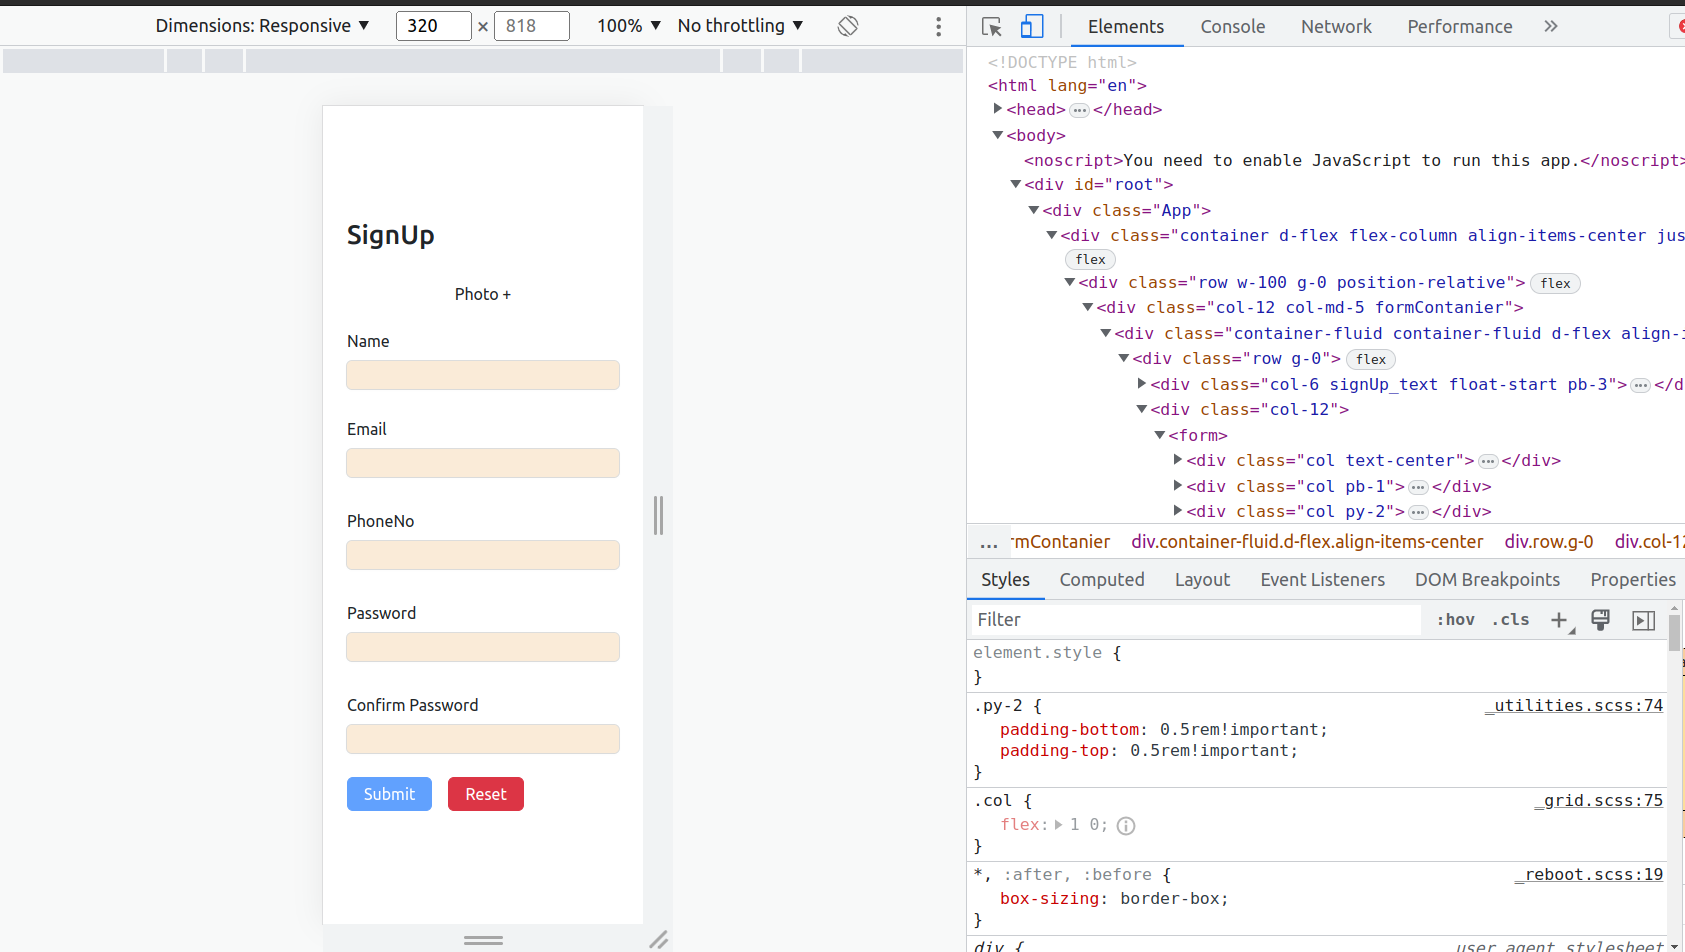 Dimensions: Responsive ▼ 320 × 818 100% ▼ No throttling ▼
Elements Console Network Performance »
SignUp
Photo +
Name
Email
PhoneNo
Password
Confirm Password
Submit Reset
<!DOCTYPE html>
<html lang="en">
▶<head>…</head>
▼<body>
<noscript>You need to enable JavaScript to run this app.</noscript>
▼<div id="root">
▼<div class="App">
▼<div class="container d-flex flex-column align-items-center jus
flex
▼<div class="row w-100 g-0 position-relative"> flex
▼<div class="col-12 col-md-5 formContanier">
▼<div class="container-fluid container-fluid d-flex align-i
▼<div class="row g-0"> flex
▶<div class="col-6 signUp_text float-start pb-3">…</d
▼<div class="col-12">
▼<form>
▶<div class="col text-center">…</div>
▶<div class="col pb-1">…</div>
▶<div class="col py-2">…</div>
… rmContanier div.container-fluid.d-flex.align-items-center div.row.g-0 div.col-12
Styles Computed Layout Event Listeners DOM Breakpoints Properties
Filter :hov .cls +
element.style {
}
.py-2 { _utilities.scss:74
padding-bottom: 0.5rem!important;
padding-top: 0.5rem!important;
}
.col { _grid.scss:75
flex: ▶ 1 0;
}
*, :after, :before { _reboot.scss:19
box-sizing: border-box;
}
div { user agent stylesheet